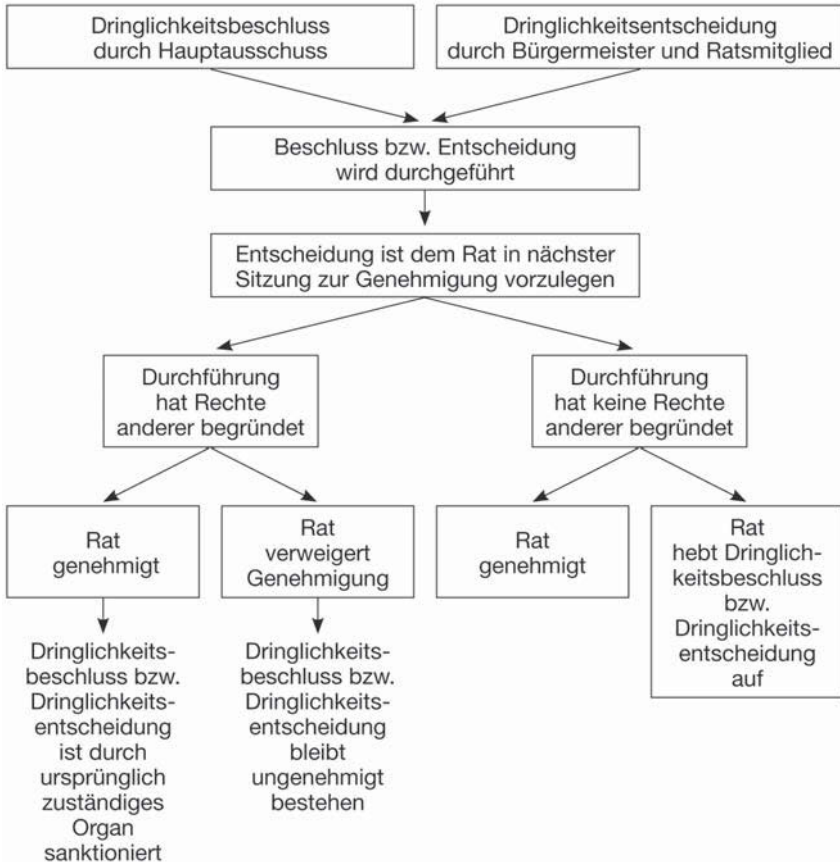 Dringlichkeitsbeschluss
durch Hauptausschuss
Dringlichkeitsentscheidung
durch Bürgermeister und Ratsmitglied
Beschluss bzw. Entscheidung
wird durchgeführt
Entscheidung ist dem Rat in nächster
Sitzung zur Genehmigung vorzulegen
Durchführung
hat Rechte
anderer begründet
Durchführung
hat keine Rechte
anderer begründet
Rat
genehmigt
Rat
verweigert
Genehmigung
Rat
genehmigt
Rat
hebt Dringlich-
keitsbeschluss
bzw.
Dringlichkeits-
entscheidung
auf
Dringlichkeits-
beschluss bzw.
Dringlichkeits-
entscheidung
ist durch
ursprünglich
zuständiges
Organ
sanktioniert
Dringlichkeits-
beschluss bzw.
Dringlichkeits-
entscheidung
bleibt
ungenehmigt
bestehen